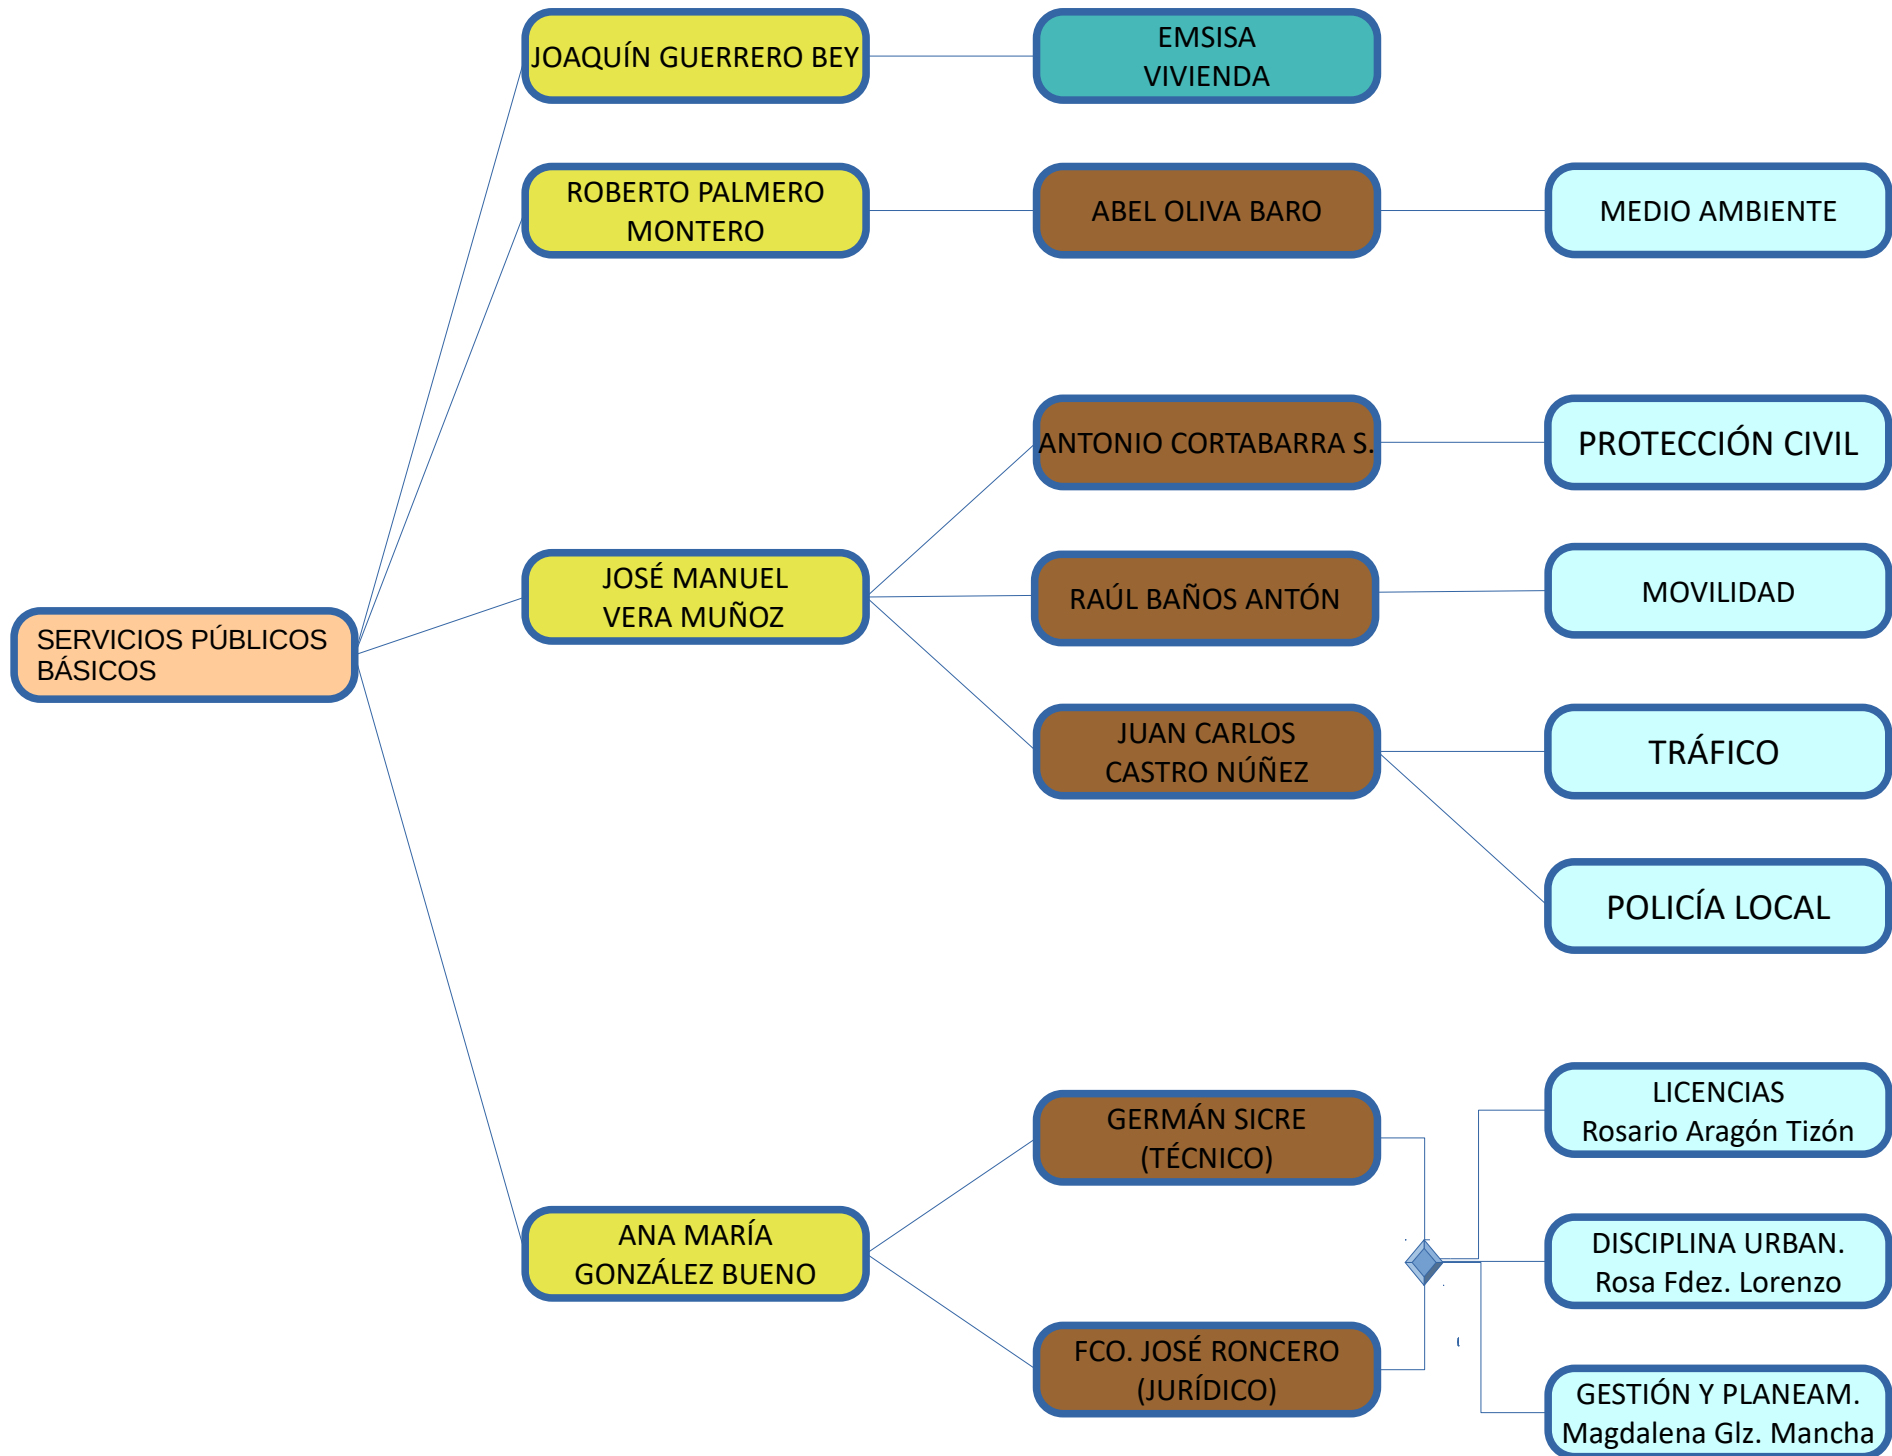 JOAQUÍN GUERRERO BEY
EMSISA
VIVIENDA
ROBERTO PALMERO
MONTERO
ABEL OLIVA BARO
MEDIO AMBIENTE
ANTONIO CORTABARRA S.
PROTECCIÓN CIVIL
JOSÉ MANUEL
VERA MUÑOZ
RAÚL BAÑOS ANTÓN
MOVILIDAD
SERVICIOS PÚBLICOS
BÁSICOS
JUAN CARLOS
CASTRO NÚÑEZ
TRÁFICO
POLICÍA LOCAL
GERMÁN SICRE
(TÉCNICO)
LICENCIAS
Rosario Aragón Tizón
ANA MARÍA
GONZÁLEZ BUENO
DISCIPLINA URBAN.
Rosa Fdez. Lorenzo
FCO. JOSÉ RONCERO
(JURÍDICO)
GESTIÓN Y PLANEAM.
Magdalena Glz. Mancha